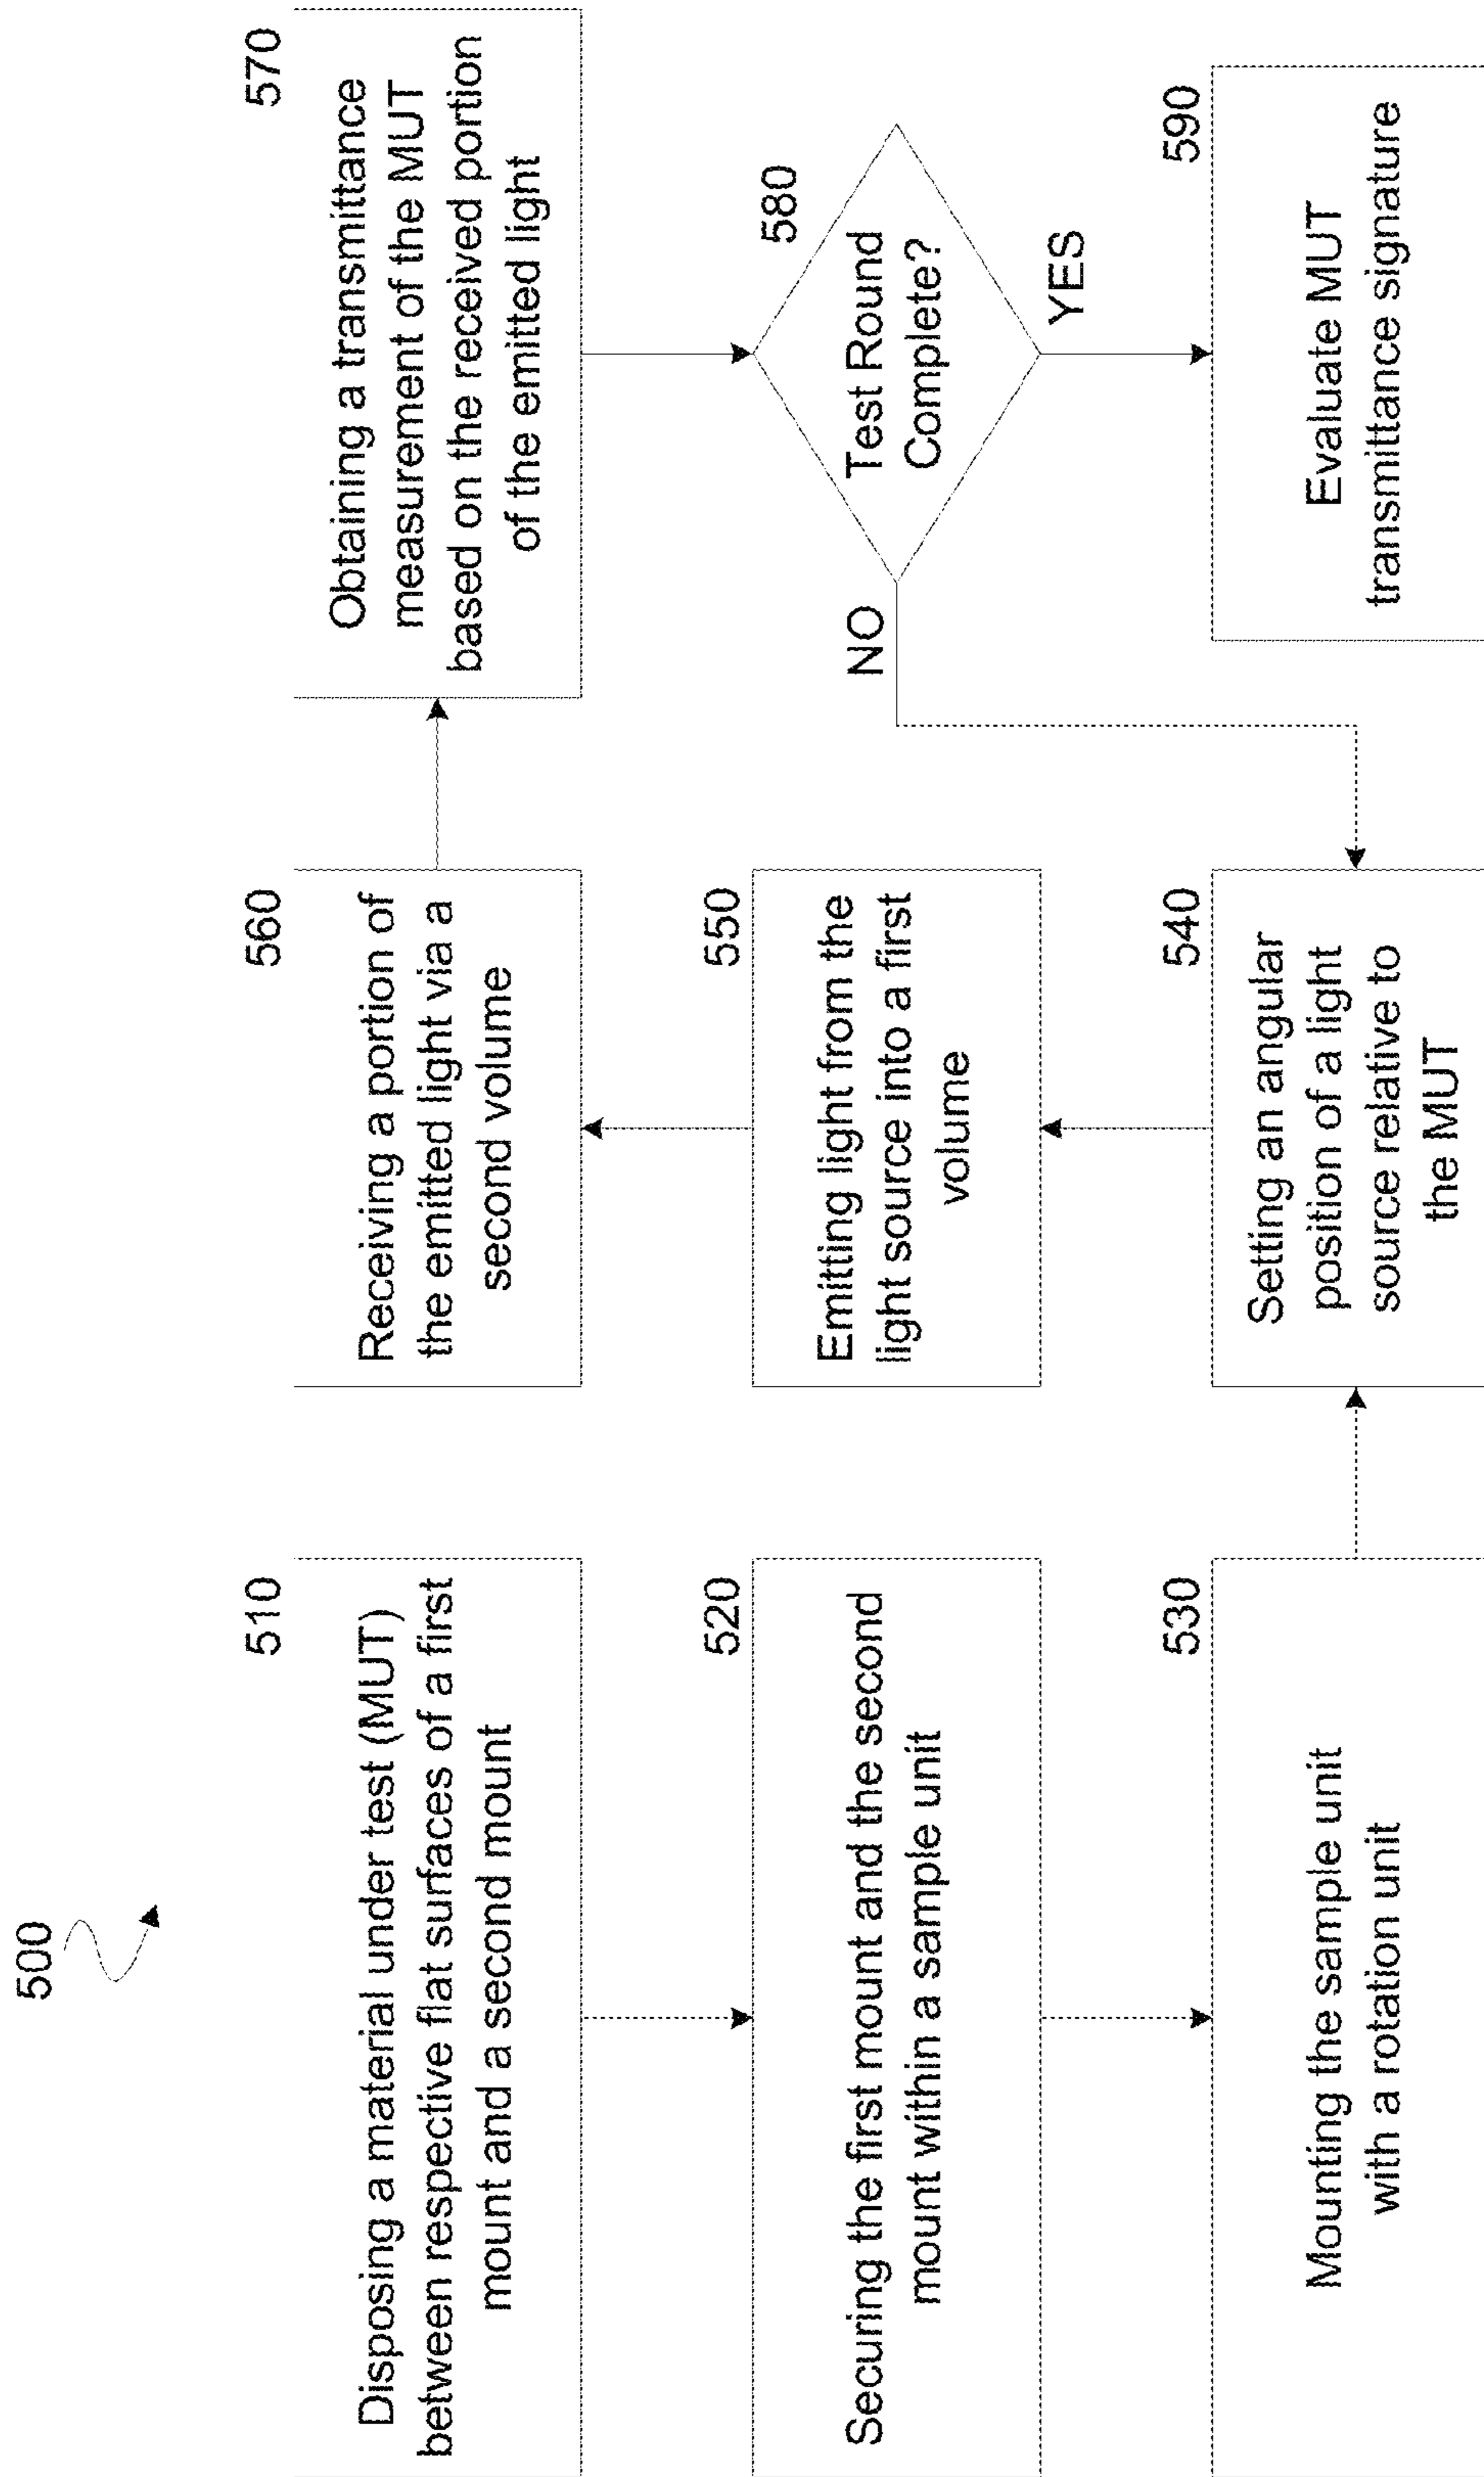 500
510
Disposing a material under test (MUT)
between respective flat surfaces of a first
mount and a second mount
520
Securing the first mount and the second
mount within a sample unit
530
Mounting the sample unit
with a rotation unit
540
Setting an angular
position of a light
source relative to
the MUT
550
Emitting light from the
light source into a first
volume
560
Receiving a portion of
the emitted light via a
second volume
570
Obtaining a transmittance
measurement of the MUT
based on the received portion
of the emitted light
580
Test Round
Complete?
NO
YES
590
Evaluate MUT
transmittance signature